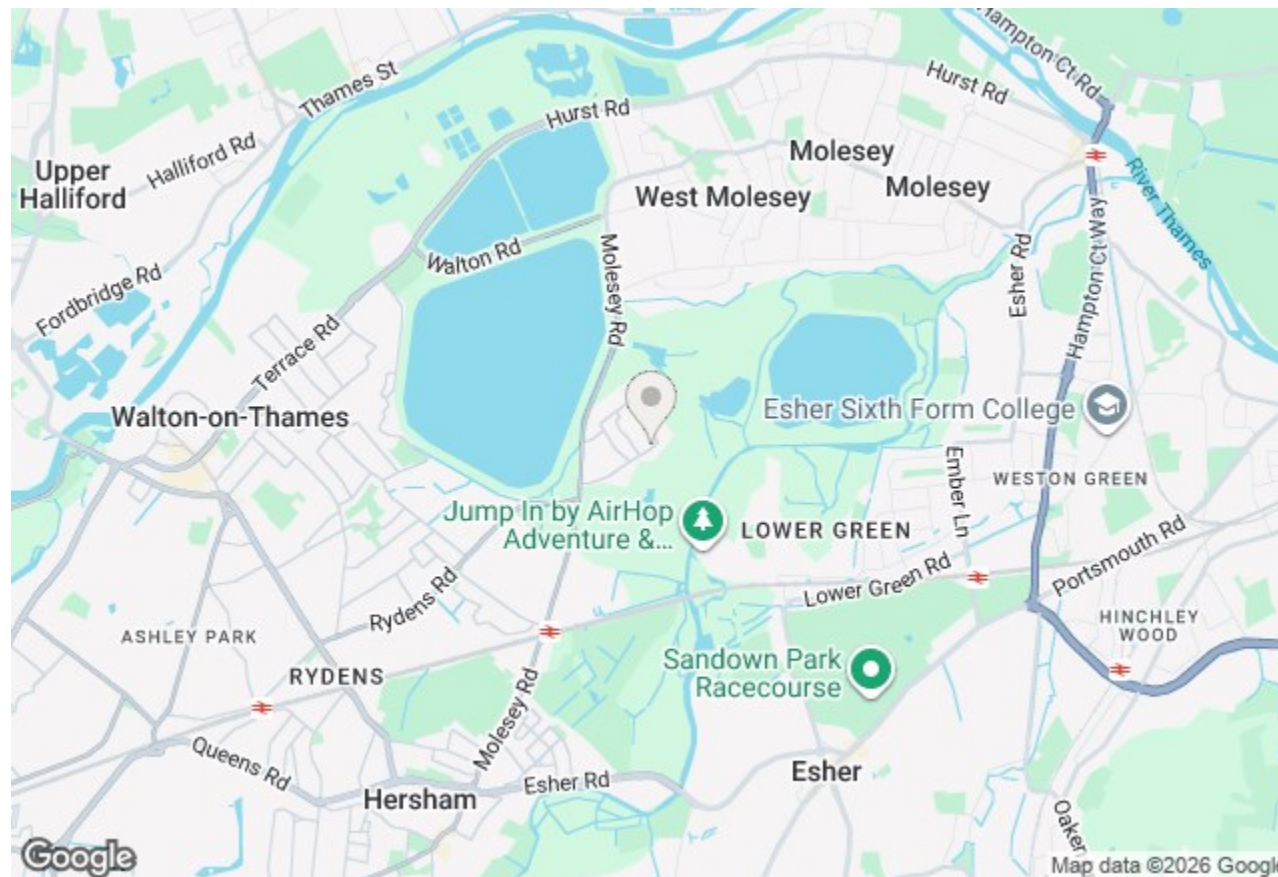 Hampton Ct Rd
Thames St
Hurst Rd
Hurst Rd
Halliford Rd
Upper
Halliford
Molesey
Molesey
West Molesey
River Thames
Walton Rd
Molesey Rd
Esher Rd
Hampton Ct Way
Fordbridge Rd
Terrace Rd
Walton-on-Thames
Esher Sixth Form College
Ember Ln
WESTON GREEN
Jump In by AirHop
Adventure &...
LOWER GREEN
Portsmouth Rd
Rydens Rd
Lower Green Rd
ASHLEY PARK
HINCHLEY
WOOD
RYDENS
Sandown Park
Racecourse
Molesey Rd
Queens Rd
Esher Rd
Esher
Hersham
Oaken
Google
Map data ©2026 Google